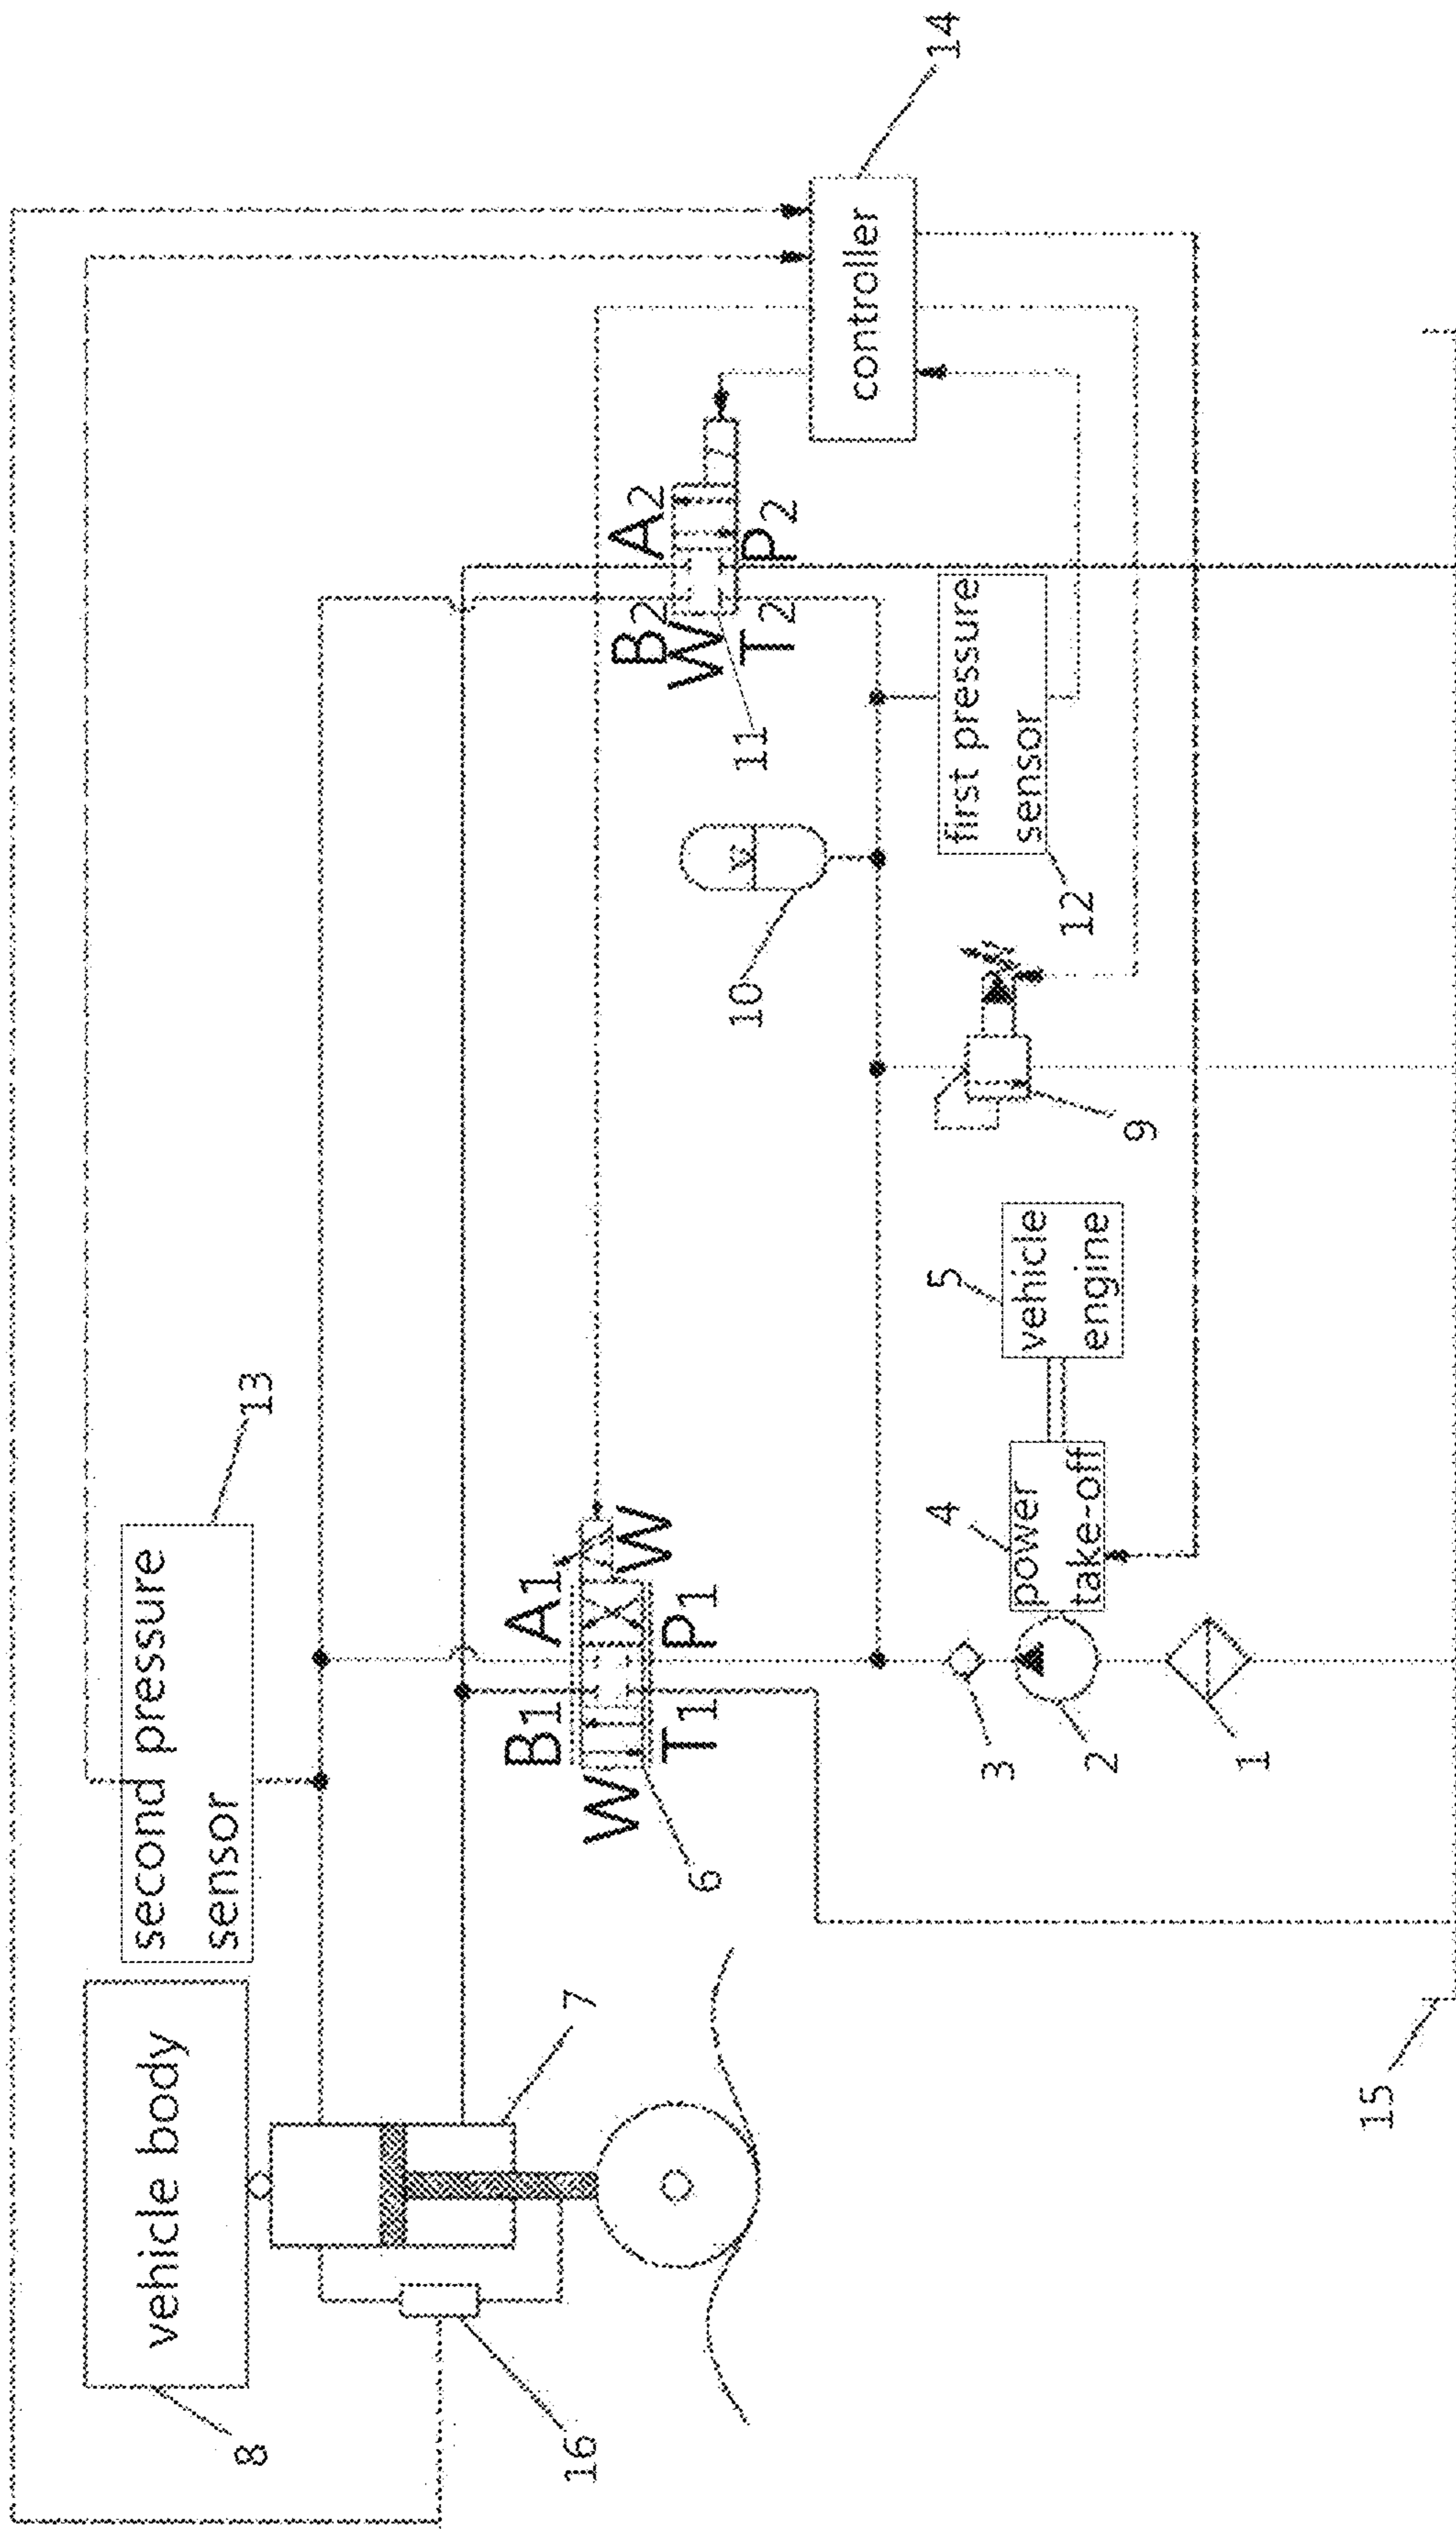 vehicle body
second pressure
sensor
8
13
16
7
B1 A1
W W
T1 P1
6
B2 A2
W
T2 P2
11
10
controller
14
first pressure
sensor
12
3
2
1
4
power
take-off
5
vehicle
engine
9
15